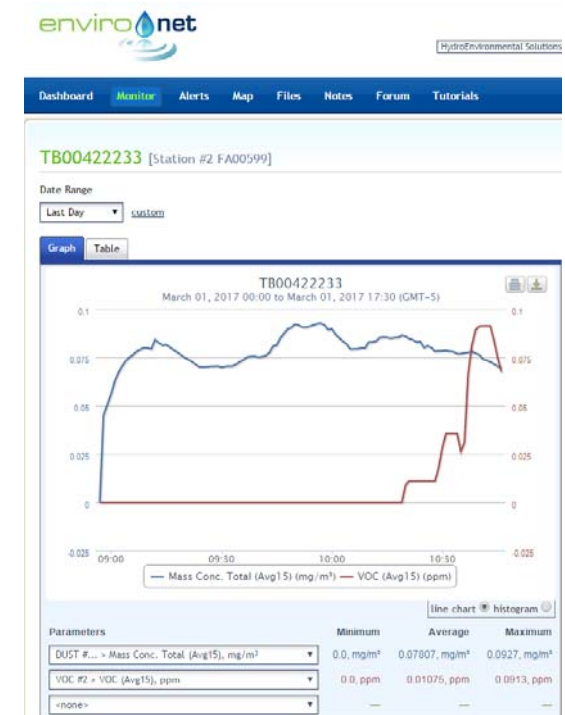 enviro net
HydroEnvironmental Solutions
Dashboard Monitor Alerts Map Files Notes Forum Tutorials
TB00422233 [Station #2 FA00599]
Date Range
Last Day custom
Graph Table
TB00422233
March 01, 2017 00:00 to March 01, 2017 17:30 (GMT-5)
0.1 0.1
0.075 0.075
0.05 0.05
0.025 0.025
0 0
-0.025 -0.025
09:00 09:30 10:00 10:30
Mass Conc. Total (Avg15) (mg/m³) VOC (Avg15) (ppm)
line chart histogram
Parameters Minimum Average Maximum
DUST #... > Mass Conc. Total (Avg15), mg/m³ 0.0, mg/m³ 0.07807, mg/m³ 0.0927, mg/m³
VOC #2 > VOC (Avg15), ppm 0.0, ppm 0.01075, ppm 0.0913, ppm
<none> — — —